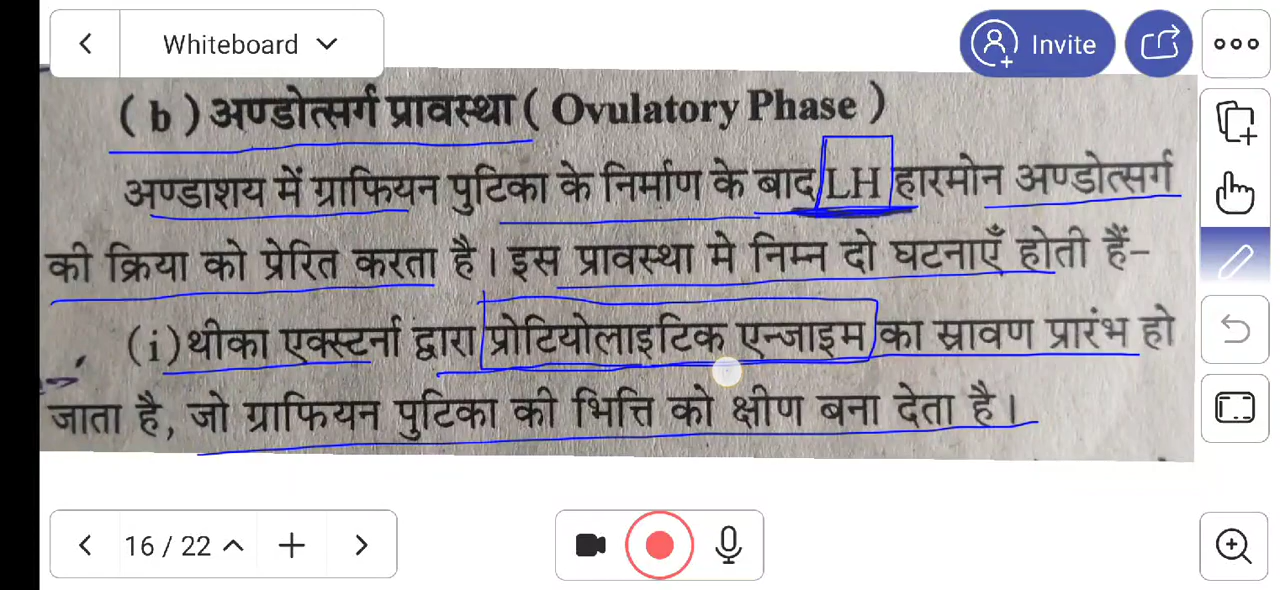 Whiteboard
Invite
( b ) अण्डोत्सर्ग प्रावस्था ( Ovulatory Phase )
अण्डाशय में ग्राफियन पुटिका के निर्माण के बाद LH हारमोन अण्डोत्सर्ग
की क्रिया को प्रेरित करता है। इस प्रावस्था मे निम्न दो घटनाएँ होती हैं-
(i) थीका एक्स्टर्ना द्वारा प्रोटियोलाइटिक एन्जाइम का स्रावण प्रारंभ हो
जाता है, जो ग्राफियन पुटिका की भित्ति को क्षीण बना देता है।
16 / 22